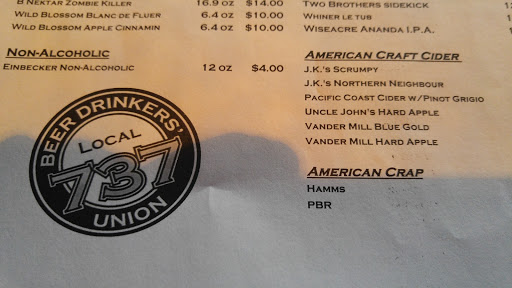 B Nektar Zombie Killer 16.9 oz $14.00
Wild Blossom Blanc de Fluer 6.4 oz $10.00
Wild Blossom Apple Cinnamin 6.4 oz $10.00
Non-Alcoholic
Einbecker Non-Alcoholic 12 oz $4.00
BEER DRINKERS'
Local
737
UNION
Two Brothers sidekick
Whiner le tub
Wiseacre Ananda I.P.A.
American Craft Cider
J.K.'s Scrumpy
J.K.'s Northern Neighbour
Pacific Coast Cider w/Pinot Grigio
Uncle John's Hard Apple
Vander Mill Blue Gold
Vander Mill Hard Apple
American Crap
Hamms
PBR